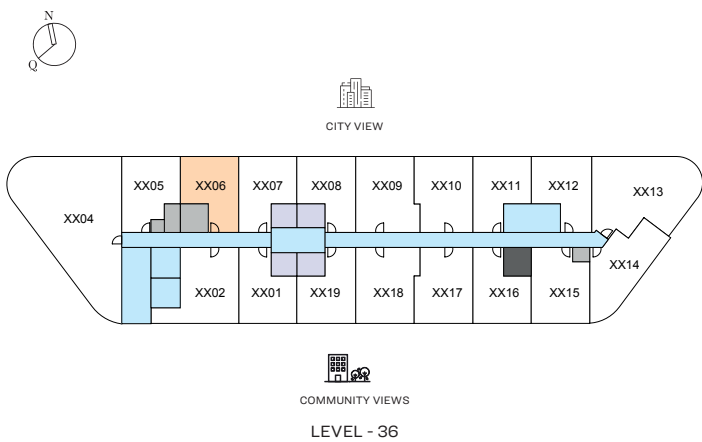 N
Q
CITY VIEW
XX05 XX06 XX07 XX08 XX09 XX10 XX11 XX12 XX13
XX04
XX14
XX02 XX01 XX19 XX18 XX17 XX16 XX15
COMMUNITY VIEWS
LEVEL - 36